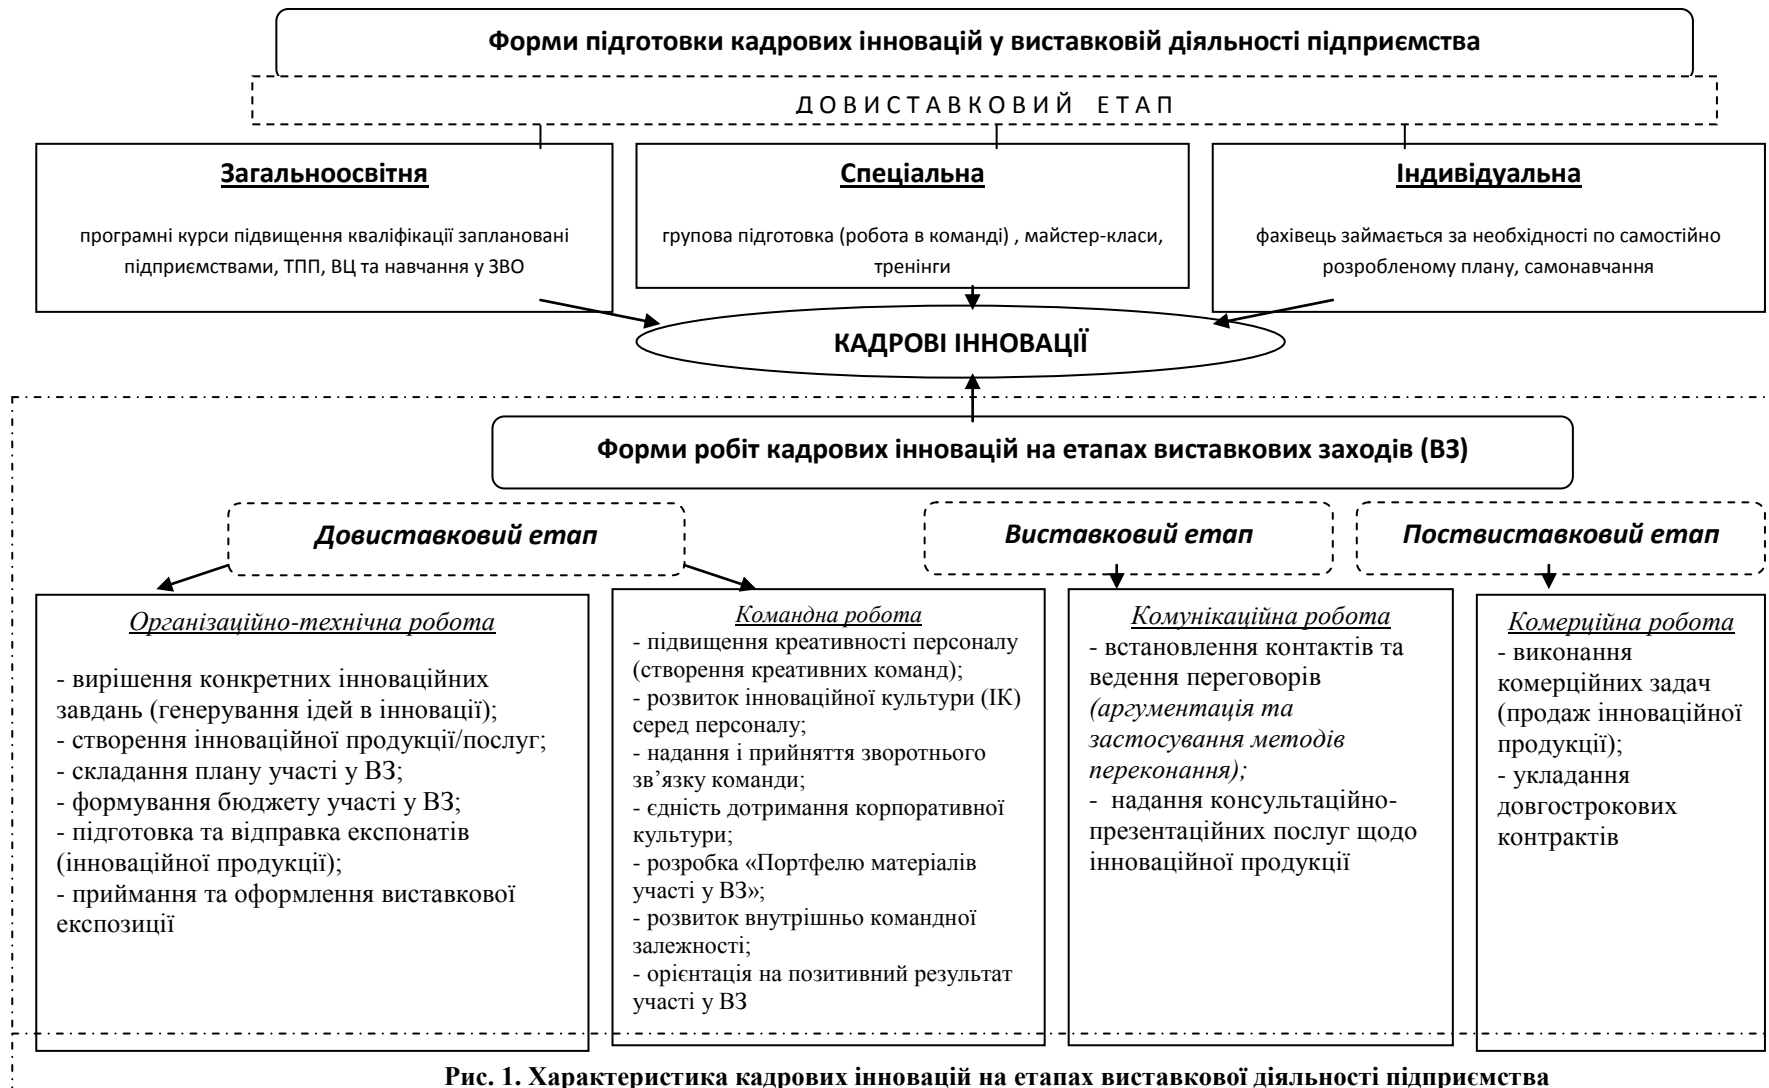 Форми підготовки кадрових інновацій у виставковій діяльності підприємства
ДОВИСТАВКОВИЙ ЕТАП
Загальноосвітня
програмні курси підвищення кваліфікації заплановані
підприємствами, ТПП, ВЦ та навчання у ЗВО
Спеціальна
групова підготовка (робота в команді) , майстер-класи,
тренінги
Індивідуальна
фахівець займається за необхідності по самостійно
розробленому плану, самонавчання
КАДРОВІ ІННОВАЦІЇ
Форми робіт кадрових інновацій на етапах виставкових заходів (ВЗ)
Довиставковий етап
Виставковий етап
Поствиставковий етап
Організаційно-технічна робота
- вирішення конкретних інноваційних
завдань (генерування ідей в інновації);
- створення інноваційної продукції/послуг;
- складання плану участі у ВЗ;
- формування бюджету участі у ВЗ;
- підготовка та відправка експонатів
(інноваційної продукції);
- приймання та оформлення виставкової
експозиції
Командна робота
- підвищення креативності персоналу
(створення креативних команд);
- розвиток інноваційної культури (ІК)
серед персоналу;
- надання і прийняття зворотнього
зв’язку команди;
- єдність дотримання корпоративної
культури;
- розробка «Портфелю матеріалів
участі у ВЗ»;
- розвиток внутрішньо командної
залежності;
- орієнтація на позитивний результат
участі у ВЗ
Комунікаційна робота
- встановлення контактів та
ведення переговорів
(аргументація та
застосування методів
переконання);
- надання консультаційно-
презентаційних послуг щодо
інноваційної продукції
Комерційна робота
- виконання
комерційних задач
(продаж інноваційної
продукції);
- укладання
довгострокових
контрактів
Рис. 1. Характеристика кадрових інновацій на етапах виставкової діяльності підприємства